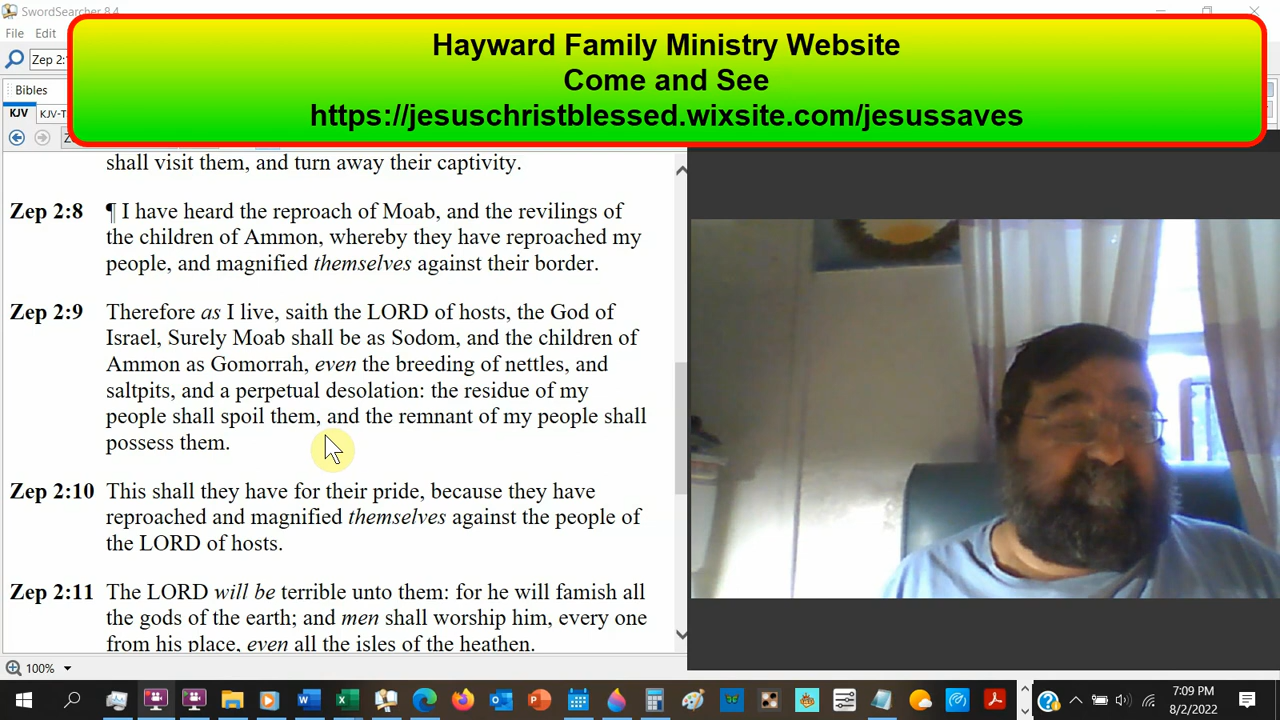 SwordSearcher 8.4
File Edit
Hayward Family Ministry Website
Come and See
https://jesuschristblessed.wixsite.com/jesussaves
Zep 2:
Bibles
KJV KJV-T
shall visit them, and turn away their captivity.
Zep 2:8 ¶ I have heard the reproach of Moab, and the revilings of
the children of Ammon, whereby they have reproached my
people, and magnified themselves against their border.
Zep 2:9 Therefore as I live, saith the LORD of hosts, the God of
Israel, Surely Moab shall be as Sodom, and the children of
Ammon as Gomorrah, even the breeding of nettles, and
saltpits, and a perpetual desolation: the residue of my
people shall spoil them, and the remnant of my people shall
possess them.
Zep 2:10 This shall they have for their pride, because they have
reproached and magnified themselves against the people of
the LORD of hosts.
Zep 2:11 The LORD will be terrible unto them: for he will famish all
the gods of the earth; and men shall worship him, every one
from his place, even all the isles of the heathen.
100%
7:09 PM
8/2/2022